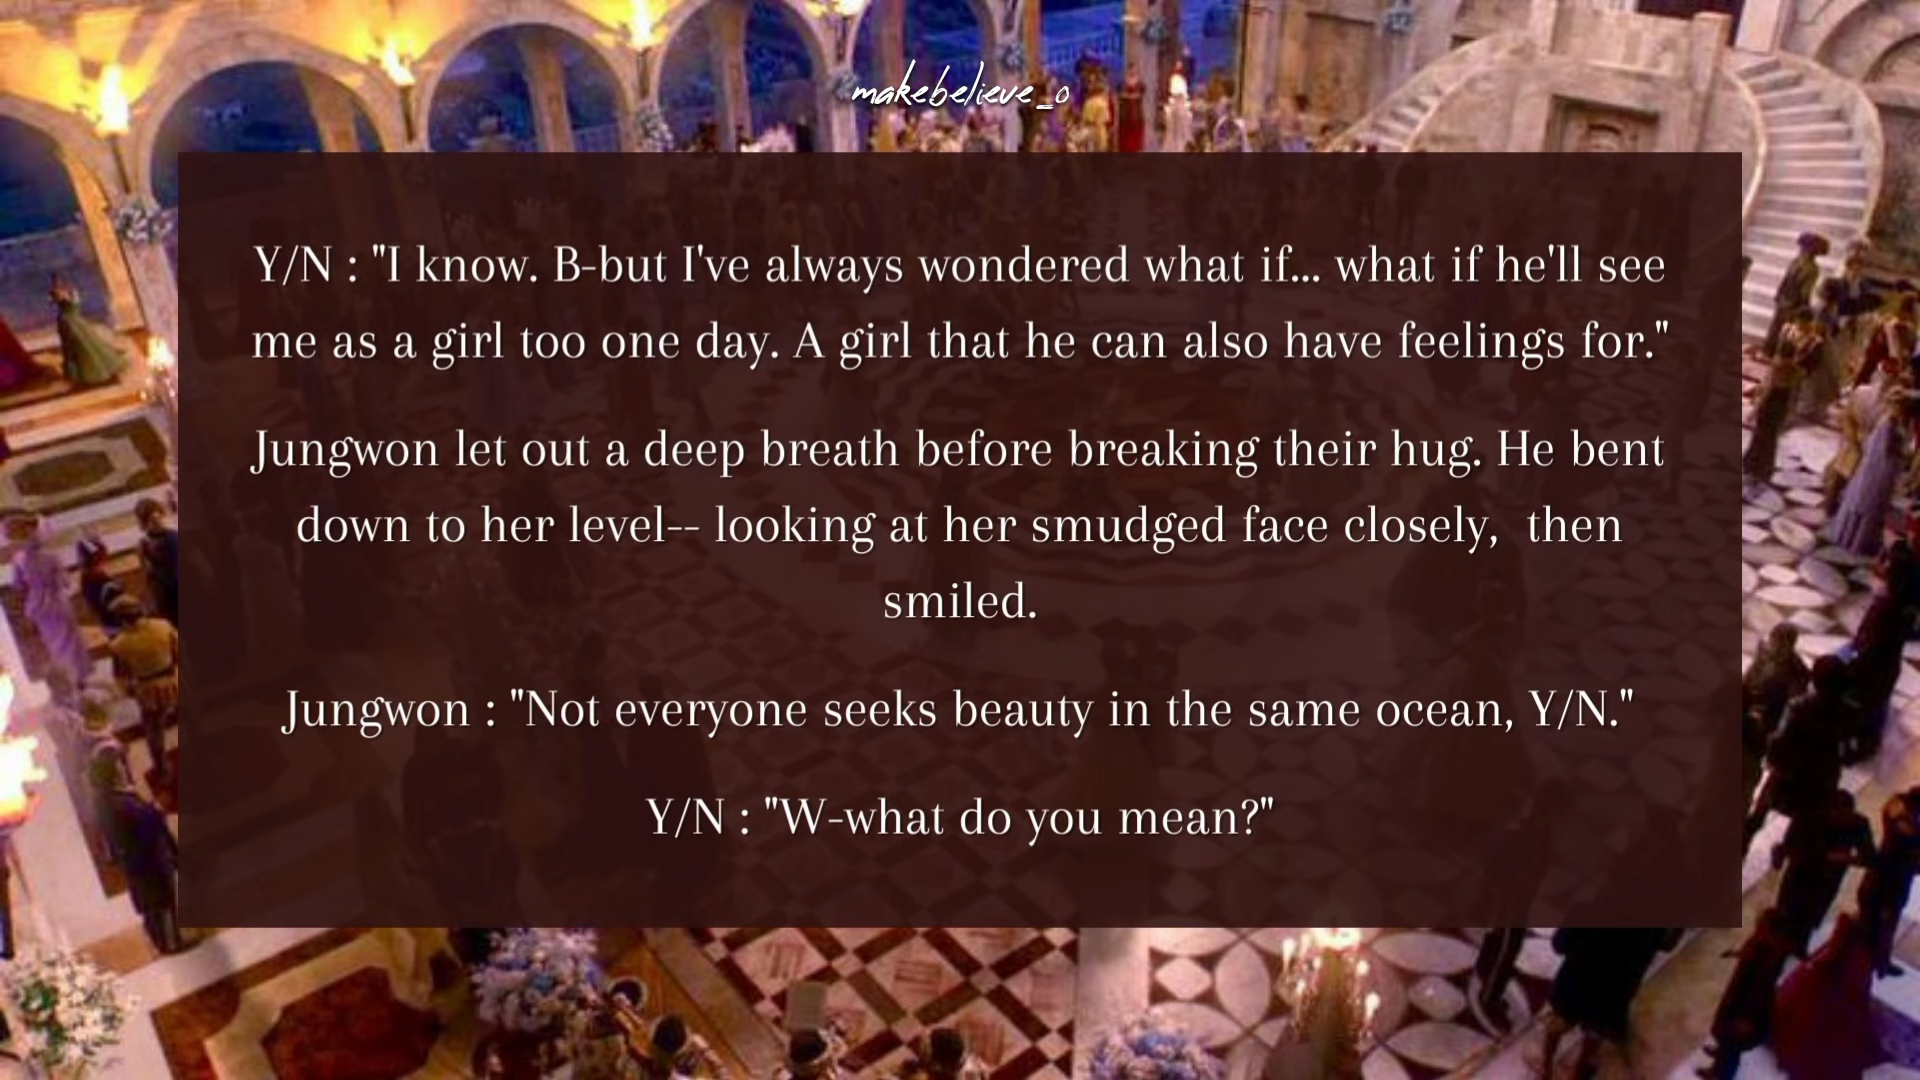 makebelieve_o
Y/N : "I know. B-but I've always wondered what if... what if he'll see
me as a girl too one day. A girl that he can also have feelings for."
Jungwon let out a deep breath before breaking their hug. He bent
down to her level-- looking at her smudged face closely,  then
smiled.
Jungwon : "Not everyone seeks beauty in the same ocean, Y/N."
Y/N : "W-what do you mean?"